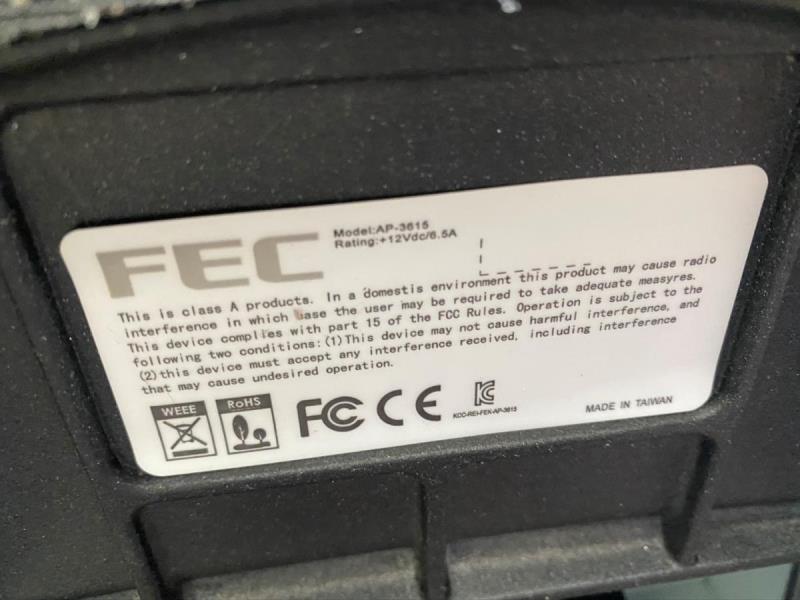 FEC
Model:AP-3615
Rating:+12Vdc/6.5A
This is class A products. In a domestis environment this product may cause radio
interference in which case the user may be required to take adequate measyres.
This device complies with part 15 of the FCC Rules. Operation is subject to the
following two conditions:(1)This device may not cause harmful interference, and
(2)this device must accept any interference received, including interference
that may cause undesired operation.
WEEE
RoHS
FC CE
KCC-REI-FEK-AP-3615
MADE IN TAIWAN